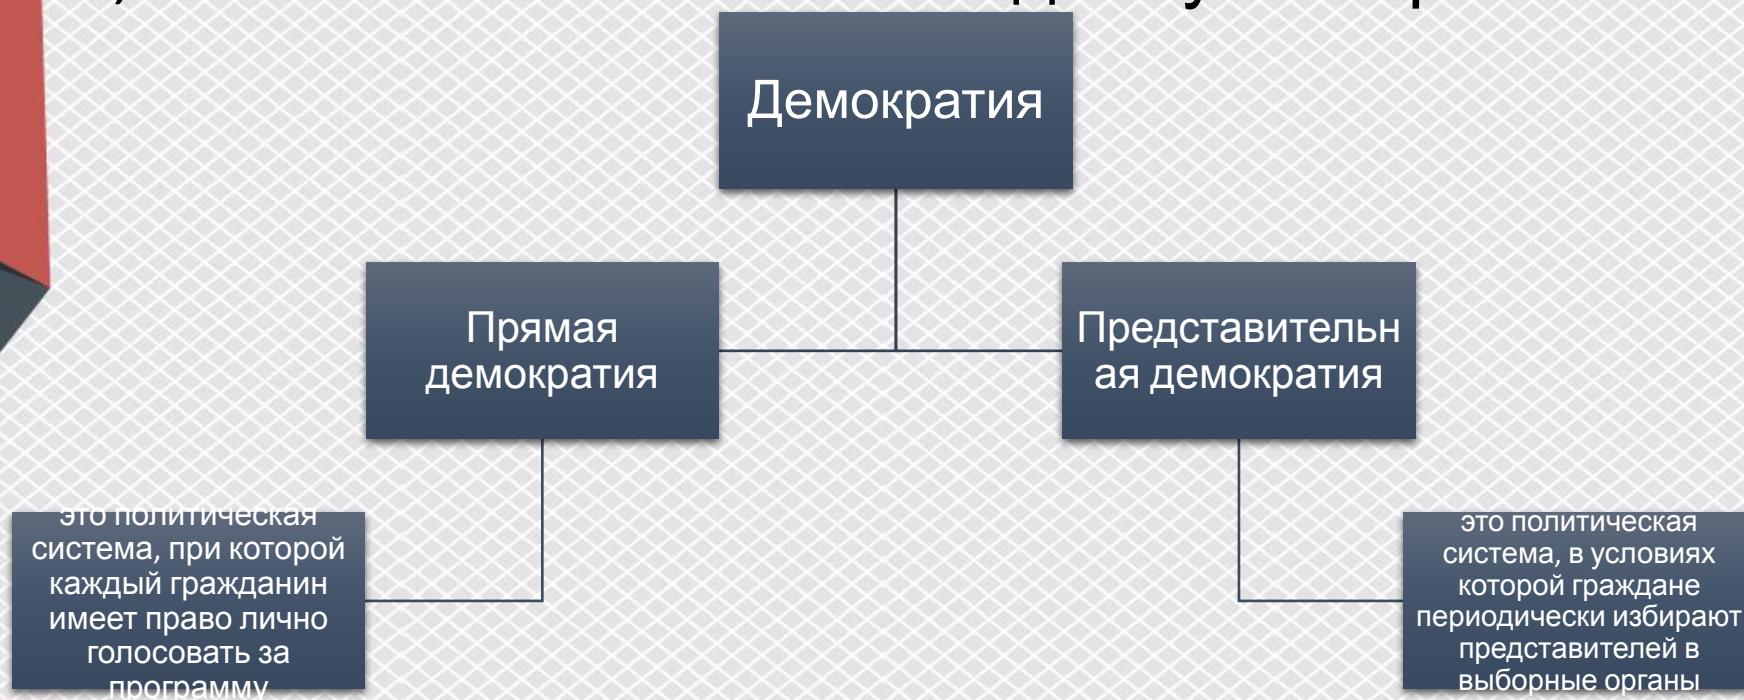 Демократия
Прямая
демократия
Представительн
ая демократия
это политическая
система, при которой
каждый гражданин
имеет право лично
голосовать за
программу
это политическая
система, в условиях
которой граждане
периодически избирают
представителей в
выборные органы